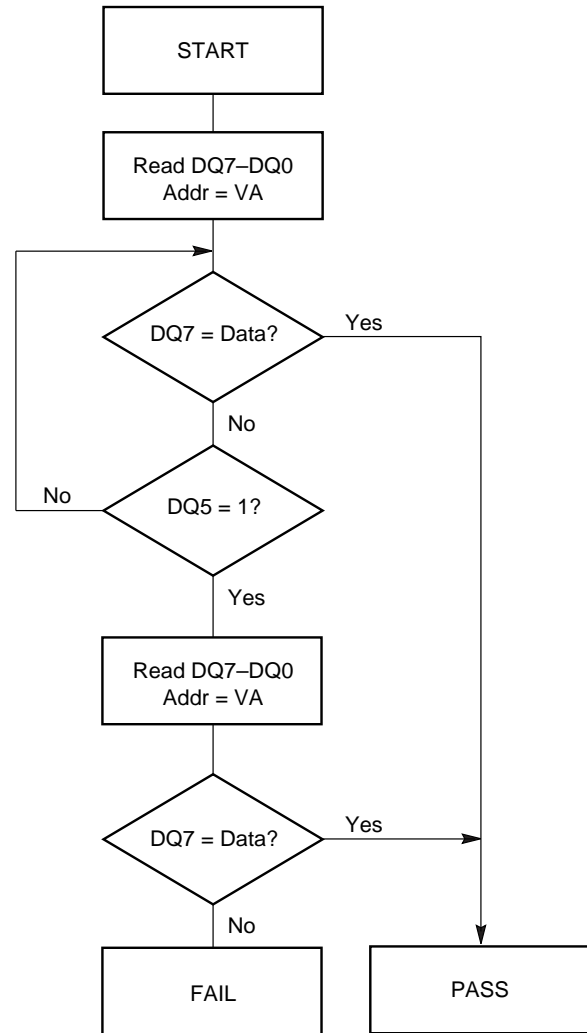 START
Read DQ7–DQ0
Addr = VA
DQ7 = Data?
Yes
No
No
DQ5 = 1?
Yes
Read DQ7–DQ0
Addr = VA
DQ7 = Data?
Yes
No
FAIL
PASS